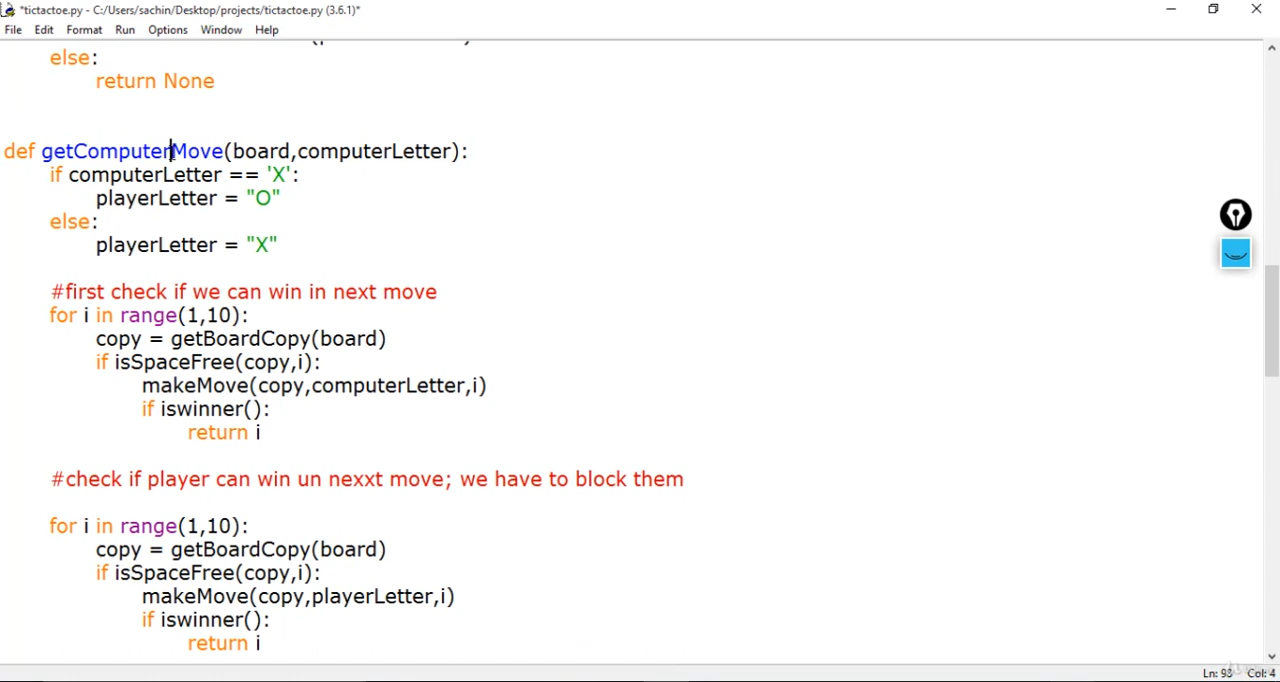 *tictactoe.py - C:/Users/sachin/Desktop/projects/tictactoe.py (3.6.1)*
File Edit Format Run Options Window Help
else:
return None
def getComputerMove(board,computerLetter):
if computerLetter == 'X':
playerLetter = "O"
else:
playerLetter = "X"
#first check if we can win in next move
for i in range(1,10):
copy = getBoardCopy(board)
if isSpaceFree(copy,i):
makeMove(copy,computerLetter,i)
if iswinner():
return i
#check if player can win un nexxt move; we have to block them
for i in range(1,10):
copy = getBoardCopy(board)
if isSpaceFree(copy,i):
makeMove(copy,playerLetter,i)
if iswinner():
return i
Ln: 98 Col: 4